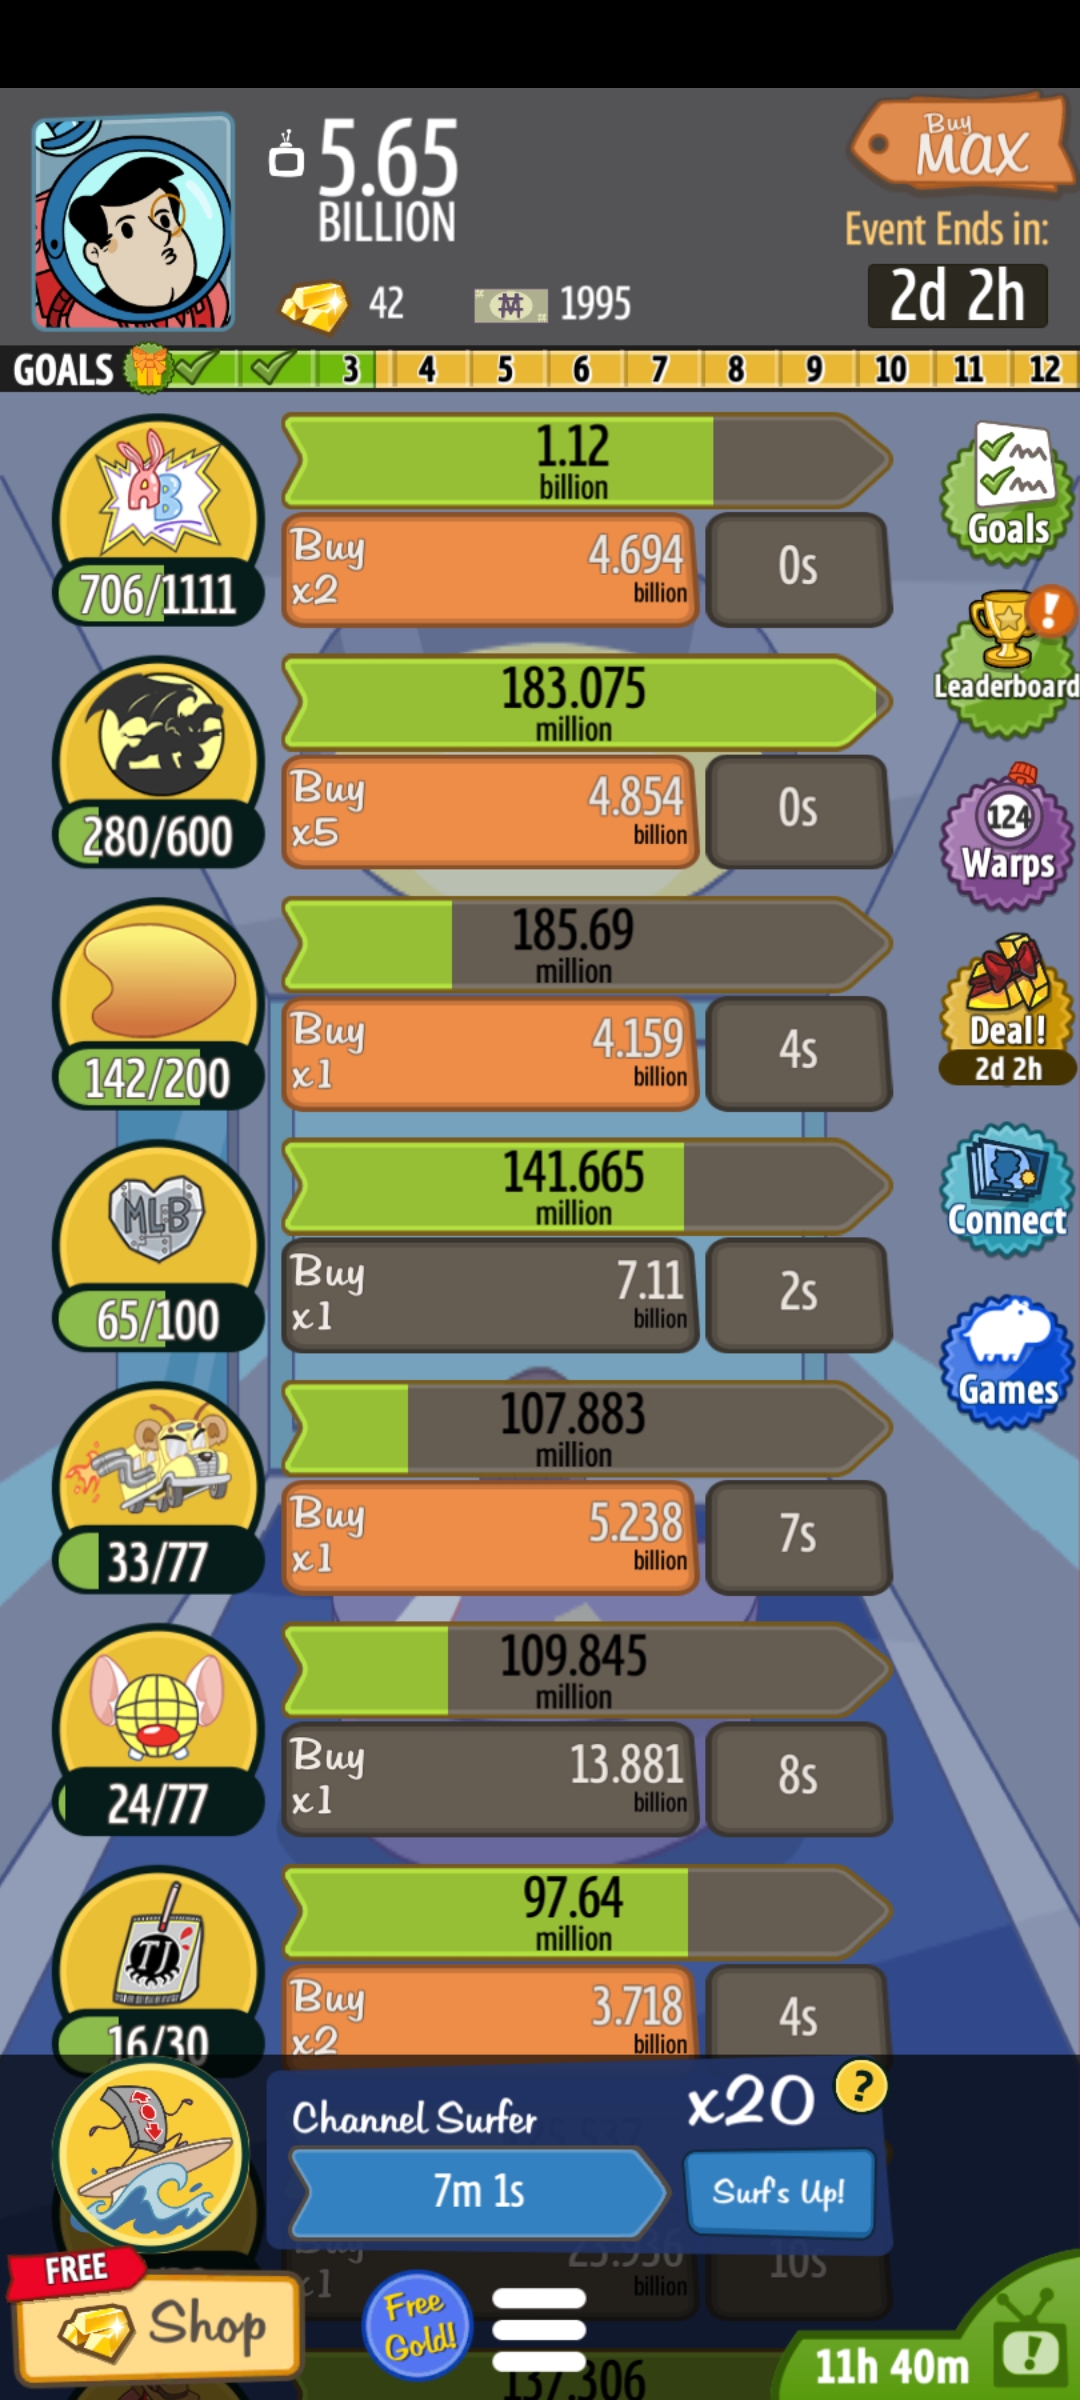 5.65
BILLION
Buy
MAX
Event Ends in:
2d 2h
42
1995
GOALS 3 4 5 6 7 8 9 10 11 12
AB
1.12
billion
706/1111
Buy
x2
4.694
billion
0s
Goals
183.075
million
280/600
Buy
x5
4.854
billion
0s
!
Leaderboard
124
Warps
185.69
million
142/200
Buy
x1
4.159
billion
4s
Deal!
2d 2h
MLB
141.665
million
65/100
Buy
x1
7.11
billion
2s
Connect
Games
107.883
million
33/77
Buy
x1
5.238
billion
7s
109.845
million
24/77
Buy
x1
13.881
billion
8s
TJ
97.64
million
16/30
Buy
x2
3.718
billion
4s
Channel Surfer
x20
?
7m 1s
Surf's Up!
Buy
x1
23.936
billion
10s
FREE
Shop
Free
Gold!
137.306
11h 40m
!